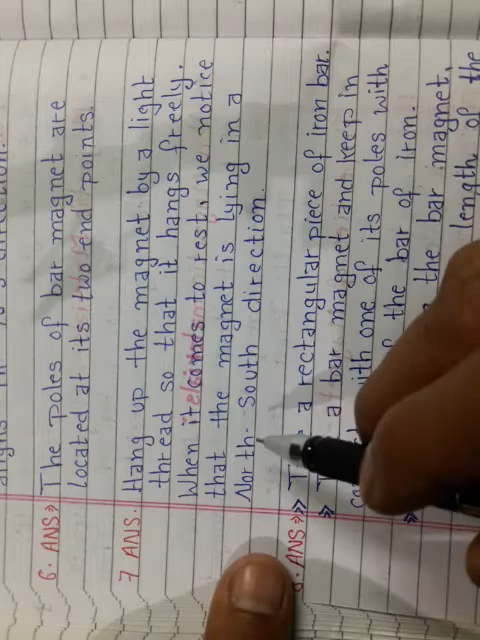 6. ANS» The poles of bar magnet are
located at its two end points.
7 ANS. Hang up the magnet by a light
thread so that it hangs freely.
When it comes to rest, we notice
that the magnet is lying in a
North- South direction.
ANS» a rectangular piece of iron bar.
a bar magnet and keep in
with one of its poles with
the bar of iron.
the bar magnet,
length of the